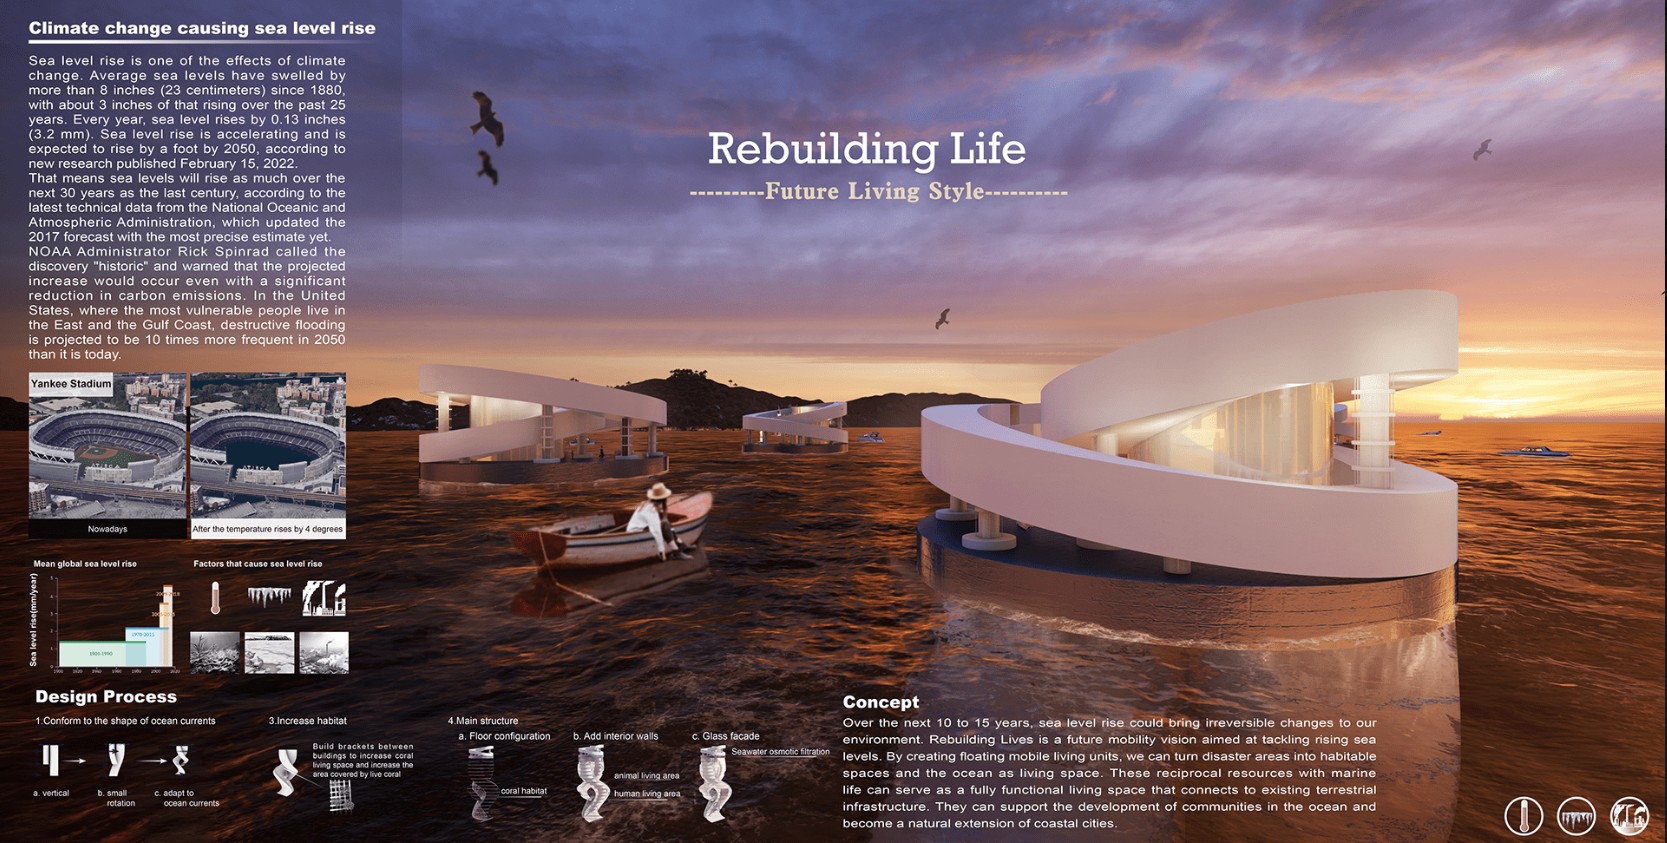 Climate change causing sea level rise
Sea level rise is one of the effects of climate
change. Average sea levels have swelled by
more than 8 inches (23 centimeters) since 1880,
with about 3 inches of that rising over the past 25
years. Every year, sea level rises by 0.13 inches
(3.2 mm). Sea level rise is accelerating and is
expected to rise by a foot by 2050, according to
new research published February 15, 2022.
That means sea levels will rise as much over the
next 30 years as the last century, according to the
latest technical data from the National Oceanic and
Atmospheric Administration, which updated the
2017 forecast with the most precise estimate yet.
NOAA Administrator Rick Spinrad called the
discovery "historic" and warned that the projected
increase would occur even with a significant
reduction in carbon emissions. In the United
States, where the most vulnerable people live in
the East and the Gulf Coast, destructive flooding
is projected to be 10 times more frequent in 2050
than it is today.
Rebuilding Life
---------Future Living Style----------
Yankee Stadium
Nowadays
After the temperature rises by 4 degrees
Mean global sea level rise
Sea level rise(mm/year)
Factors that cause sea level rise
Design Process
1.Conform to the shape of ocean currents
a. vertical
b. small
rotation
c. adapt to
ocean currents
3.Increase habitat
Build brackets between
buildings to increase coral
living space and increase the
area covered by live coral
4.Main structure
a. Floor configuration
coral habitat
b. Add interior walls
animal living area
human living area
c. Glass facade
Seawater osmotic filtration
Concept
Over the next 10 to 15 years, sea level rise could bring irreversible changes to our
environment. Rebuilding Lives is a future mobility vision aimed at tackling rising sea
levels. By creating floating mobile living units, we can turn disaster areas into habitable
spaces and the ocean as living space. These reciprocal resources with marine
life can serve as a fully functional living space that connects to existing terrestrial
infrastructure. They can support the development of communities in the ocean and
become a natural extension of coastal cities.